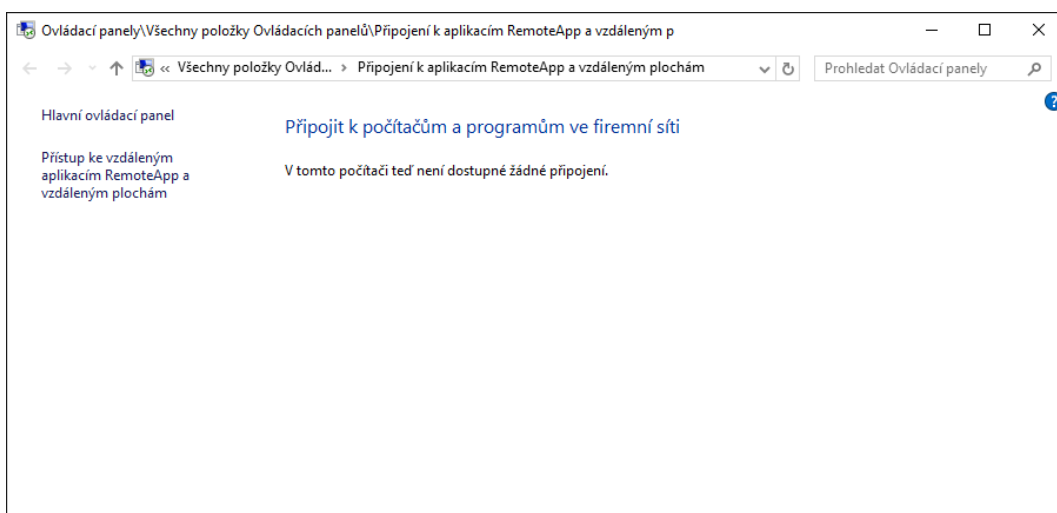 Ovládací panely\Všechny položky Ovládacích panelů\Připojení k aplikacím RemoteApp a vzdáleným p
« Všechny položky Ovlád... › Připojení k aplikacím RemoteApp a vzdáleným plochám
Prohledat Ovládací panely
?
Hlavní ovládací panel
Připojit k počítačům a programům ve firemní síti
Přístup ke vzdáleným
aplikacím RemoteApp a
vzdáleným plochám
V tomto počítači teď není dostupné žádné připojení.